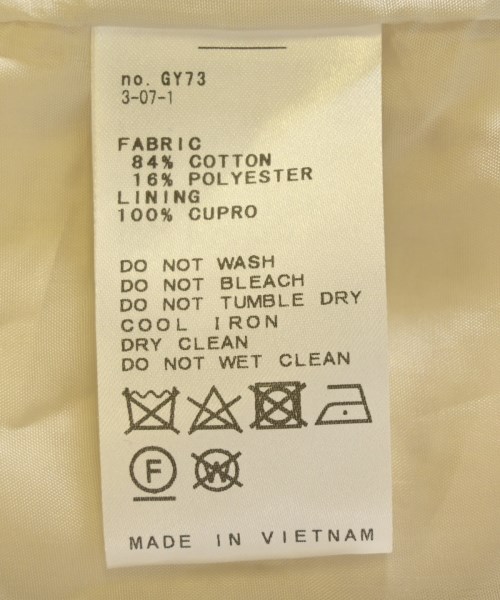 no. GY73
3-07-1
FABRIC
84% COTTON
16% POLYESTER
LINING
100% CUPRO
DO NOT WASH
DO NOT BLEACH
DO NOT TUMBLE DRY
COOL IRON
DRY CLEAN
DO NOT WET CLEAN
F W
MADE IN VIETNAM